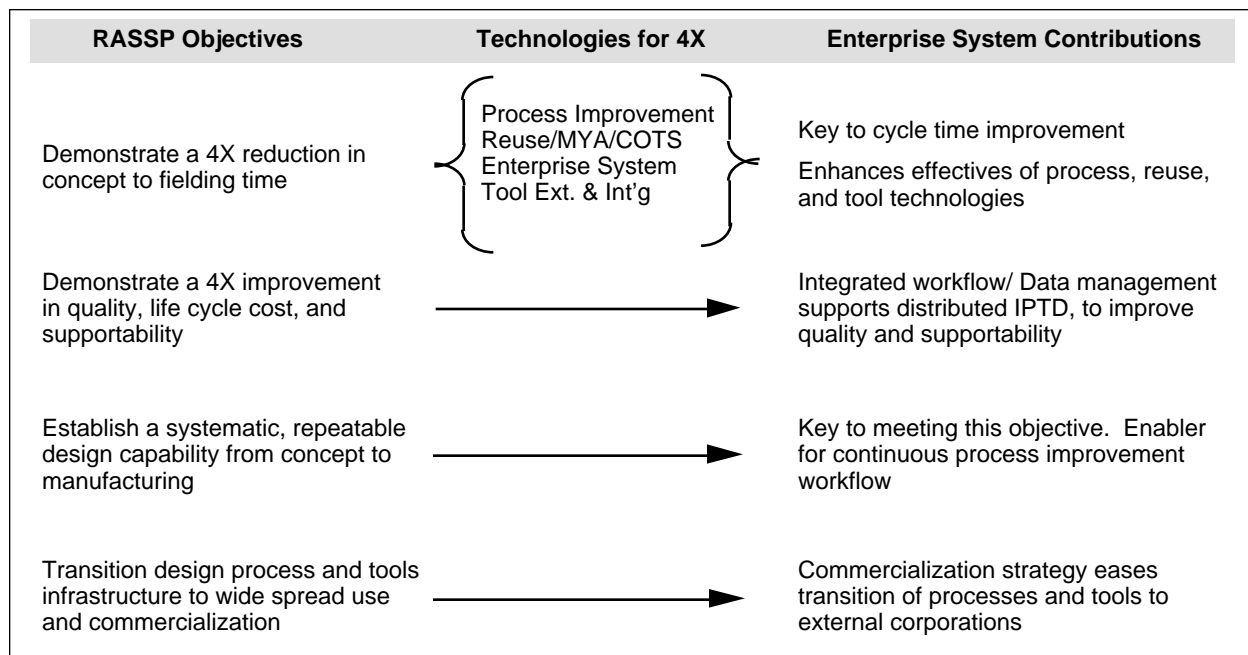 RASSP Objectives
Technologies for 4X
Enterprise System Contributions
Demonstrate a 4X reduction in
concept to fielding time
Process Improvement
Reuse/MYA/COTS
Enterprise System
Tool Ext. & Int’g
Key to cycle time improvement
Enhances effectives of process, reuse,
and tool technologies
Demonstrate a 4X improvement
in quality, life cycle cost, and
supportability
Integrated workflow/ Data management
supports distributed IPTD, to improve
quality and supportability
Establish a systematic, repeatable
design capability from concept to
manufacturing
Key to meeting this objective.  Enabler
for continuous process improvement
workflow
Transition design process and tools
infrastructure to wide spread use
and commercialization
Commercialization strategy eases
transition of processes and tools to
external corporations